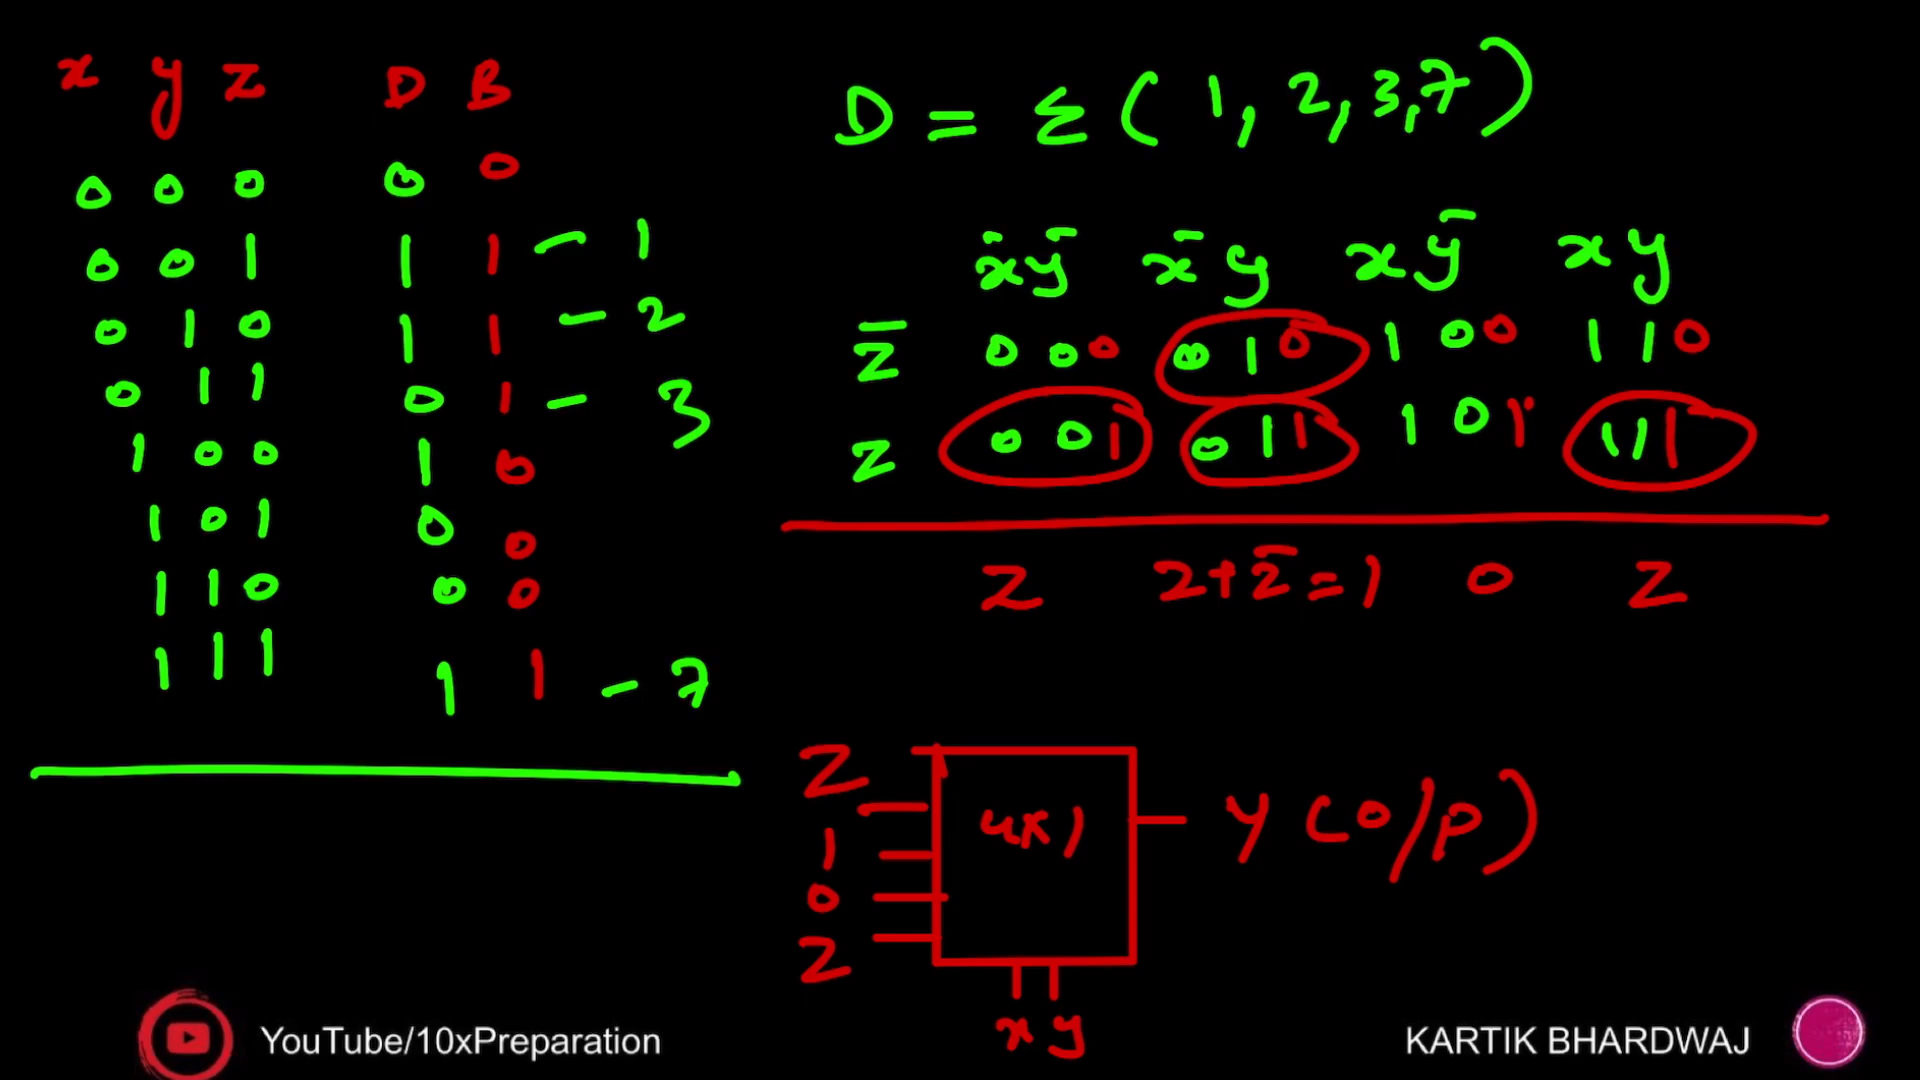 x y z D B
0 0 0 0 0
0 0 1 1 1 - 1
0 1 0 1 1 - 2
0 1 1 0 1 - 3
1 0 0 1 0
1 0 1 0 0
1 1 0 0 0
1 1 1 1 1 - 7
D = Σ ( 1, 2, 3, 7 )
x̄ȳ x̄y xȳ xy
z̄ 000 010 100 110
z 001 011 101 111
z z+z̄=1 0 z
z
1
0
z
4x1
y (o/p)
x y
YouTube/10xPreparation
KARTIK BHARDWAJ